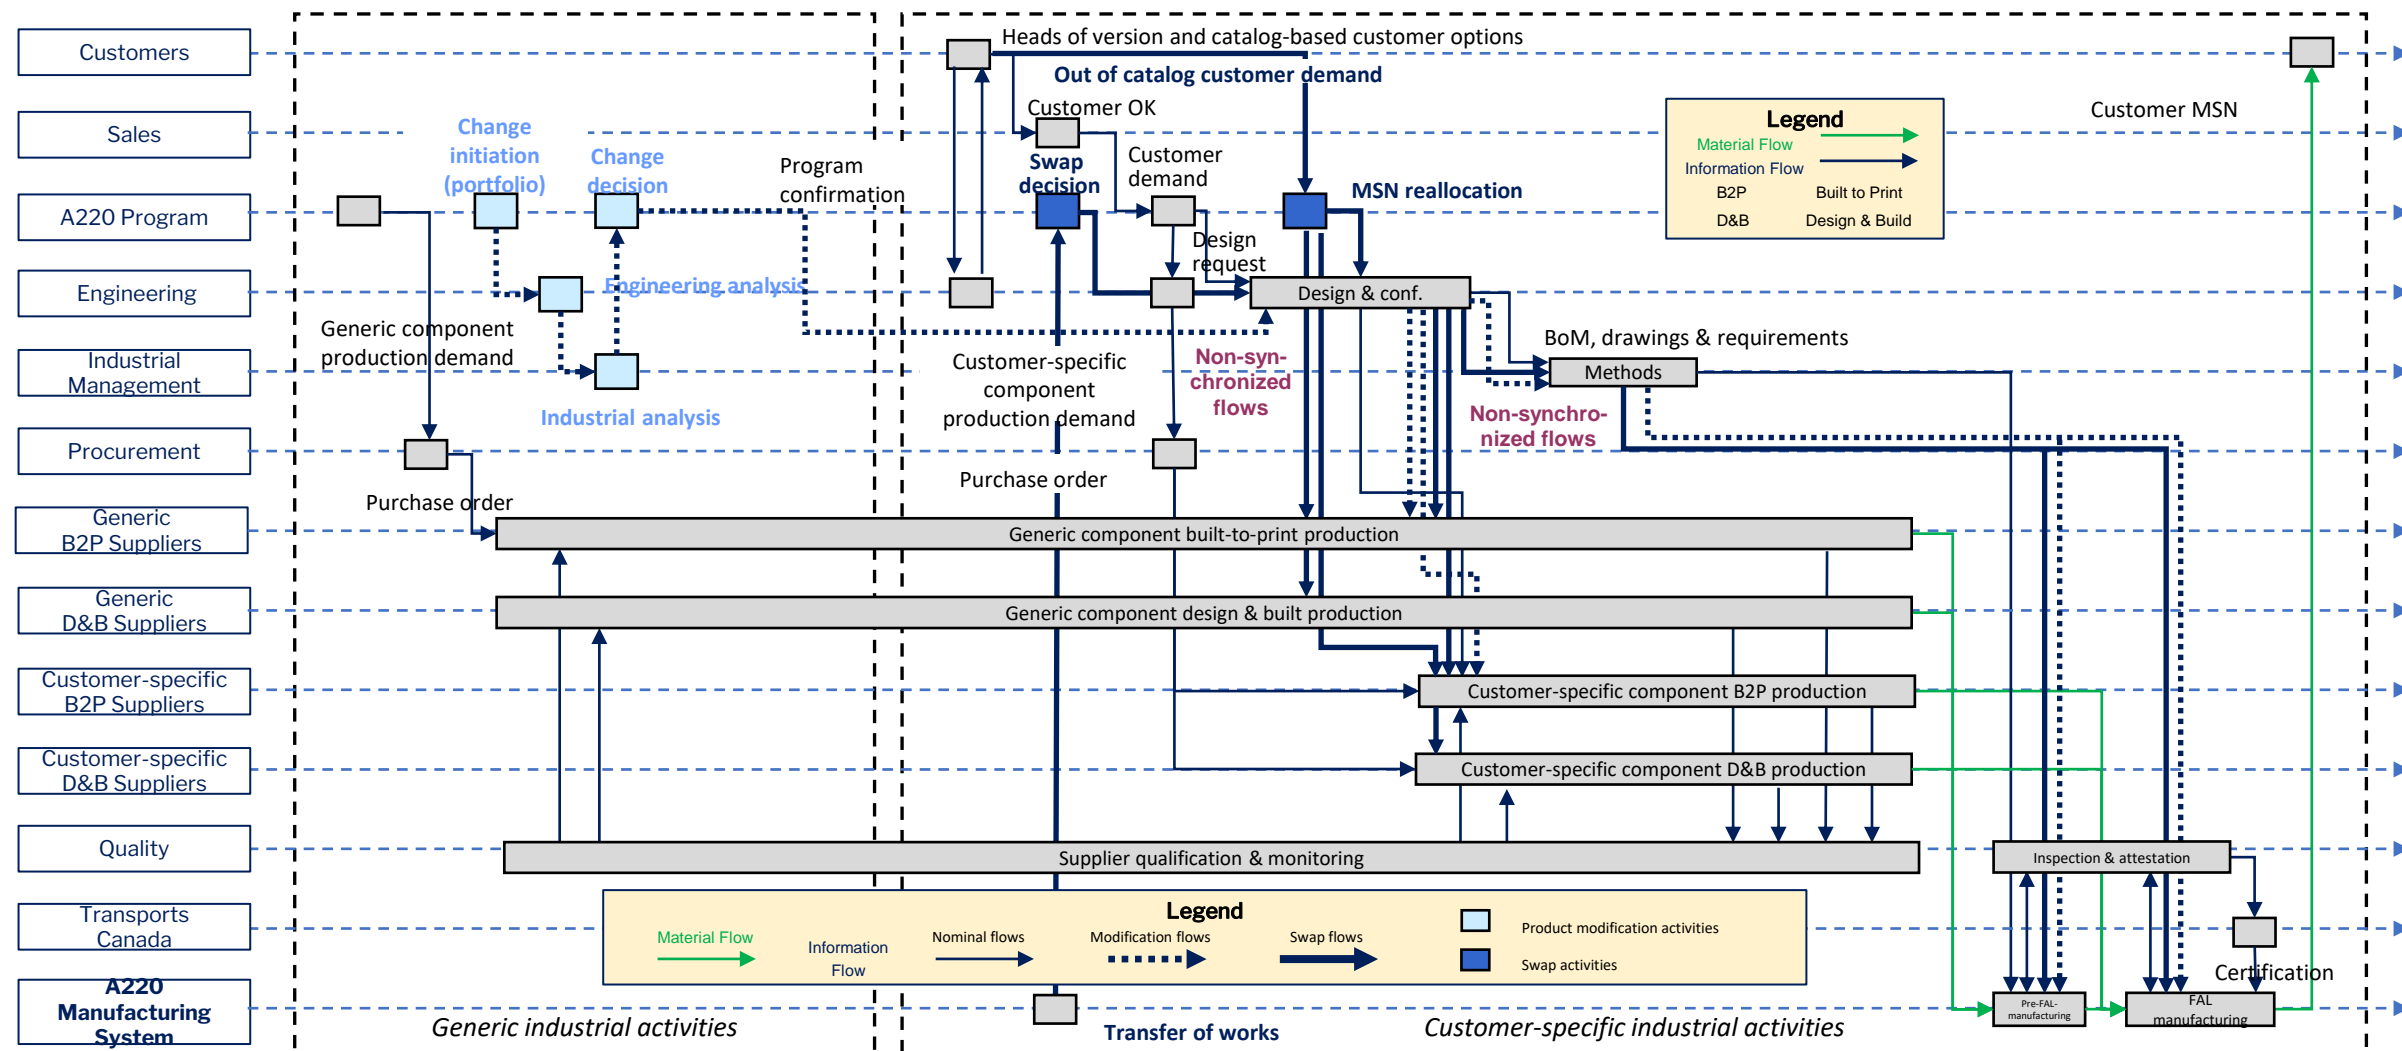 Customers
Heads of version and catalog-based customer options
Out of catalog customer demand
Customer OK
Sales
Change
initiation
(portfolio)
Change
decision
Program
confirmation
Swap
decision
Customer
demand
MSN reallocation
Legend
Material Flow
Information Flow
B2P
Built to Print
D&B
Design & Build
Customer MSN
A220 Program
Design
request
Engineering
Engineering analysis
Design & conf.
Generic component
production demand
Industrial
Management
Industrial analysis
Customer-specific
component
production demand
Non-syn-
chronized
flows
BoM, drawings & requirements
Methods
Non-synchro-
nized flows
Procurement
Purchase order
Purchase order
Generic
B2P Suppliers
Generic component built-to-print production
Generic
D&B Suppliers
Generic component design & built production
Customer-specific
B2P Suppliers
Customer-specific component B2P production
Customer-specific
D&B Suppliers
Customer-specific component D&B production
Quality
Supplier qualification & monitoring
Inspection & attestation
Transports
Canada
Legend
Material Flow
Information
Flow
Nominal flows
Modification flows
Swap flows
Product modification activities
Swap activities
Certification
A220
Manufacturing
System
Generic industrial activities
Transfer of works
Customer-specific industrial activities
Pre-FAL-
manufacturing
FAL
manufacturing